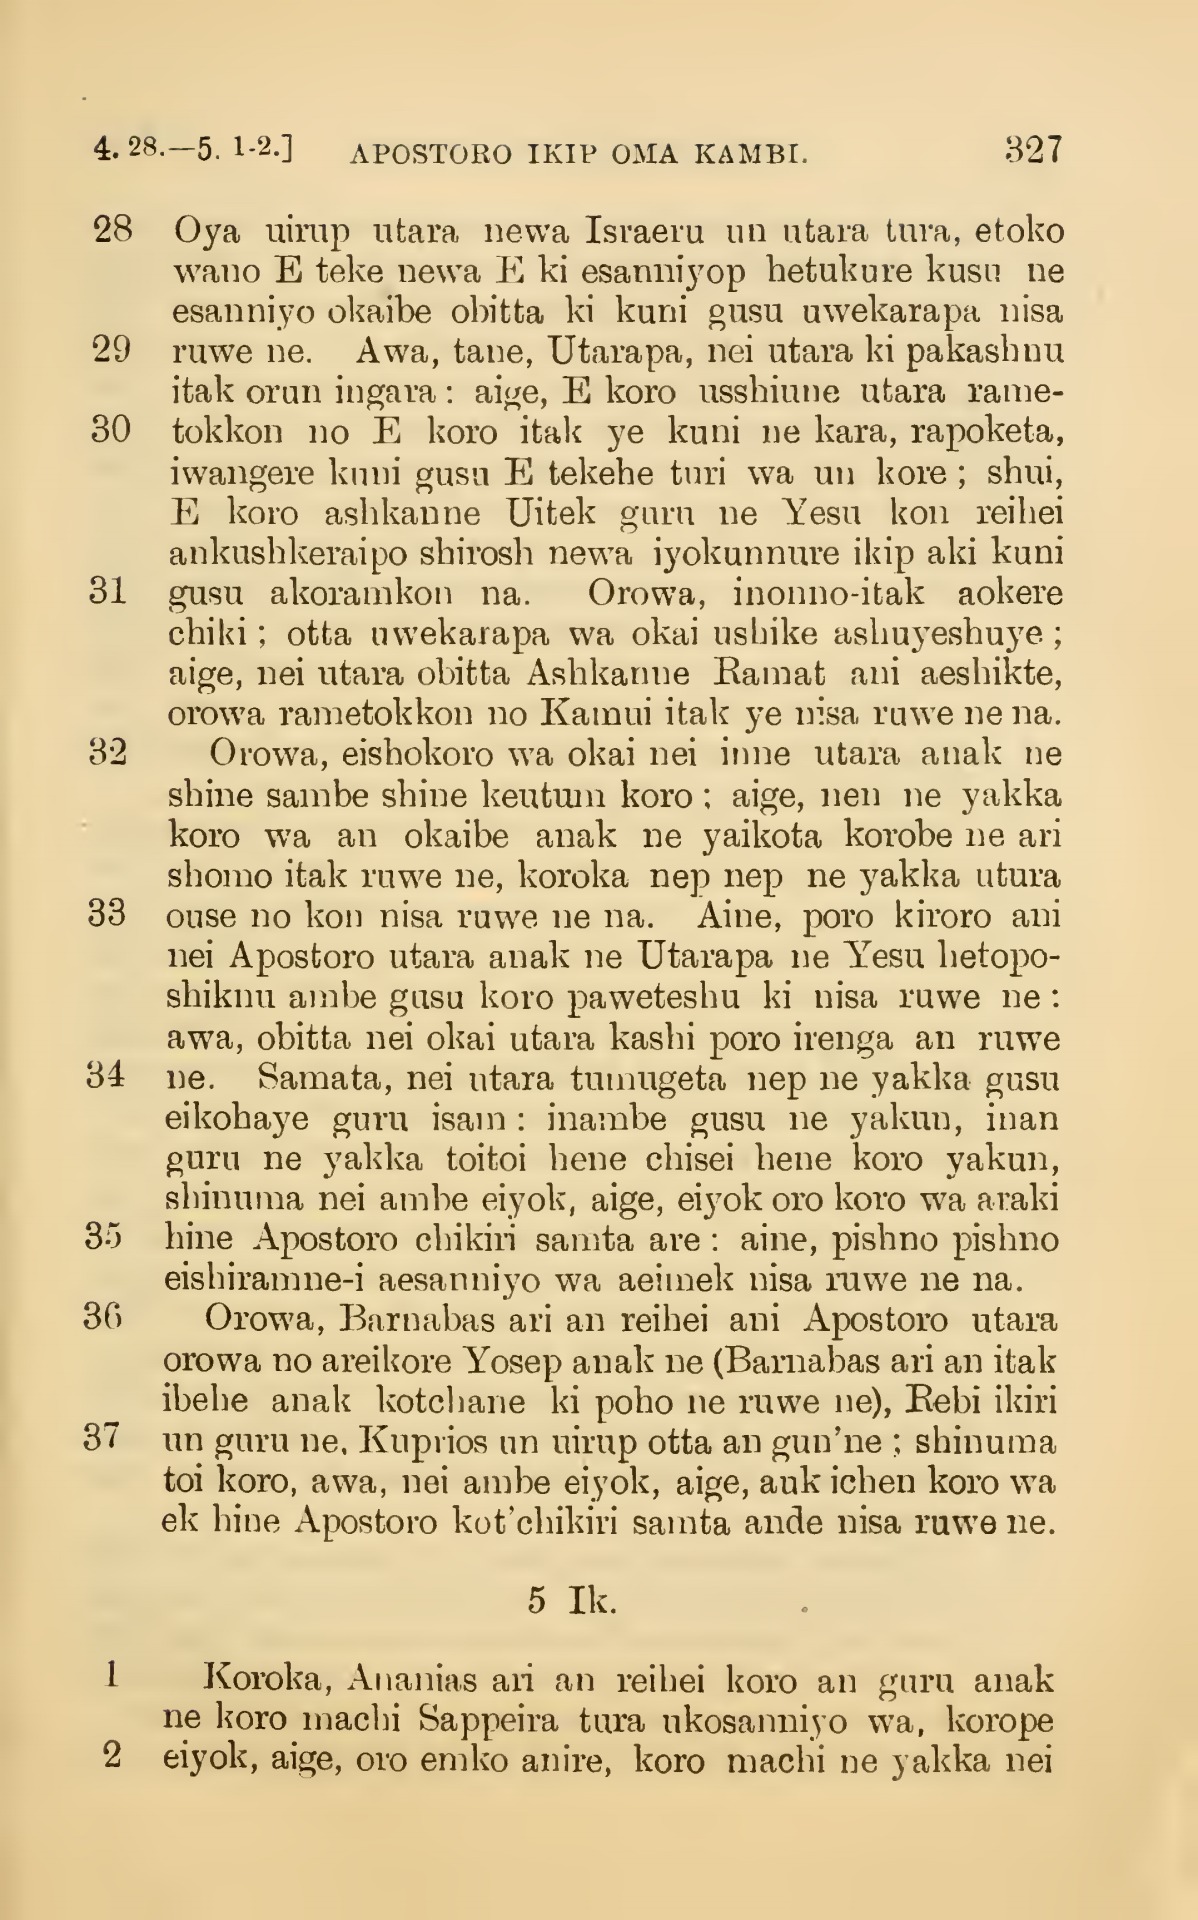 4. 28.—5. 1-2.] APOSTORO IKIP OMA KAMBI. 327
28 Oya uirup utara newa Israeru un utara tura, etoko
wano E teke newa E ki esanniyop hetukure kusu ne
esanniyo okaibe obitta ki kuni gusu uwekarapa nisa
29 ruwe ne. Awa, tane, Utarapa, nei utara ki pakashnu
itak orun ingara : aige, E koro usshiune utara rame-
30 tokkon no E koro itak ye kuni ne kara, rapoketa,
iwangere kuni gusu E tekehe turi wa un kore ; shui,
E koro ashkanne Uitek guru ne Yesu kon reihei
ankushkeraipo shirosh newa iyokunnure ikip aki kuni
31 gusu akoramkon na. Orowa, inonno-itak aokere
chiki ; otta uwekarapa wa okai ushike ashuyeshuye ;
aige, nei utara obitta Ashkanne Ramat ani aeshikte,
orowa rametokkon no Kamui itak ye nisa ruwe ne na.
32 Orowa, eishokoro wa okai nei inne utara anak ne
shine sambe shine keutum koro ; aige, nen ne yakka
koro wa an okaibe anak ne yaikota korobe ne ari
shomo itak ruwe ne, koroka nep nep ne yakka utura
33 ouse no kon nisa ruwe ne na. Aine, poro kiroro ani
nei Apostoro utara anak ne Utarapa ne Yesu hetopo-
shiknu ambe gusu koro paweteshu ki nisa ruwe ne :
awa, obitta nei okai utara kashi poro irenga an ruwe
34 ne. Samata, nei utara tumugeta nep ne yakka gusu
eikohaye guru isam : inambe gusu ne yakun, inan
guru ne yakka toitoi hene chisei hene koro yakun,
shinuma nei ambe eiyok, aige, eiyok oro koro wa araki
35 hine Apostoro chikiri samta are : aine, pishno pishno
eishiramne-i aesanniyo wa aeimek nisa ruwe ne na.
36 Orowa, Barnabas ari an reihei ani Apostoro utara
orowa no areikore Yosep anak ne (Barnabas ari an itak
ibehe anak kotchane ki poho ne ruwe ne), Rebi ikiri
37 un guru ne, Kuprios un uirup otta an gun'ne ; shinuma
toi koro, awa, nei ambe eiyok, aige, auk ichen koro wa
ek hine Apostoro kot'chikiri samta ande nisa ruwe ne.
5 Ik.
1 Koroka, Ananias ari an reihei koro an guru anak
ne koro machi Sappeira tura ukosanniyo wa, korope
2 eiyok, aige, oro emko anire, koro machi ne yakka nei